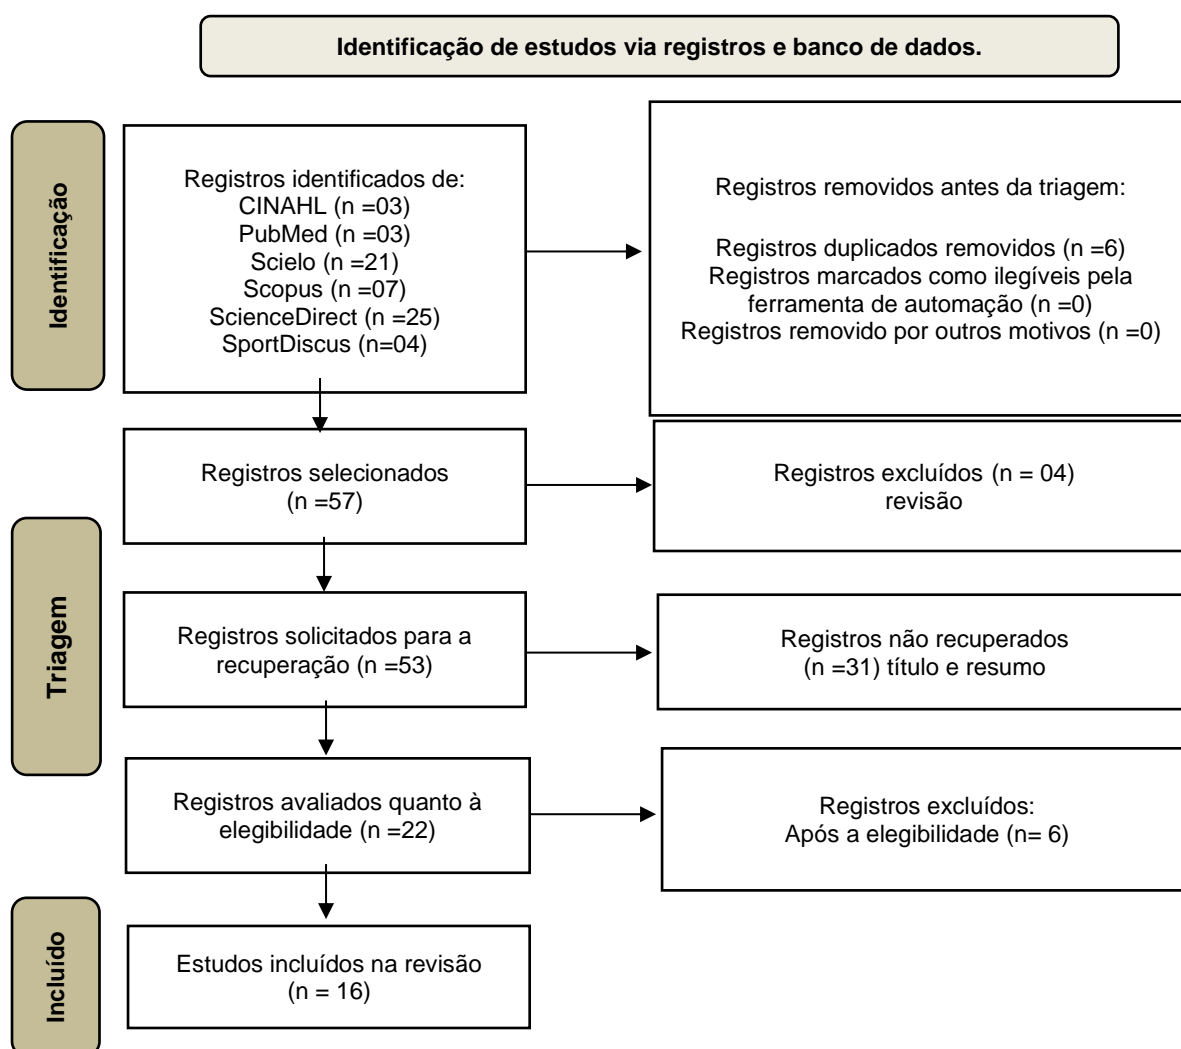 Identificação de estudos via registros e banco de dados.
Identificação
Registros identificados de:
CINAHL (n =03)
PubMed (n =03)
Scielo (n =21)
Scopus (n =07)
ScienceDirect (n =25)
SportDiscus (n=04)
Registros removidos antes da triagem:
Registros duplicados removidos (n =6)
Registros marcados como ilegíveis pela
ferramenta de automação (n =0)
Registros removido por outros motivos (n =0)
Triagem
Registros selecionados
(n =57)
Registros excluídos (n = 04)
revisão
Registros solicitados para a
recuperação (n =53)
Registros não recuperados
(n =31) título e resumo
Registros avaliados quanto à
elegibilidade (n =22)
Registros excluídos:
Após a elegibilidade (n= 6)
Incluído
Estudos incluídos na revisão
(n = 16)